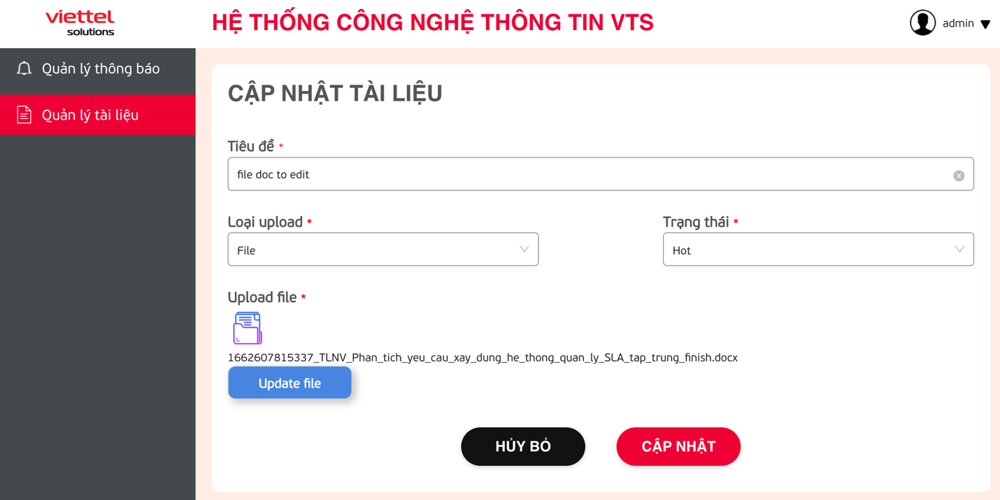 viettel
solutions
HỆ THỐNG CÔNG NGHỆ THÔNG TIN VTS
admin
Quản lý thông báo
Quản lý tài liệu
CẬP NHẬT TÀI LIỆU
Tiêu đề *
file doc to edit
Loại upload *
Trạng thái *
File
Hot
Upload file *
1662607815337_TLNV_Phan_tich_yeu_cau_xay_dung_he_thong_quan_ly_SLA_tap_trung_finish.docx
Update file
HỦY BỎ
CẬP NHẬT